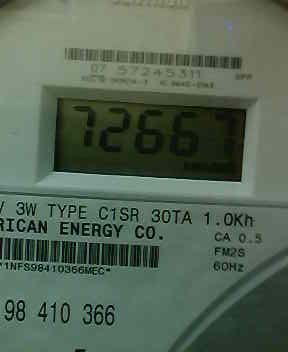 07 57245311
72667
3W TYPE C1SR 30TA 1.0Kh
RICAN ENERGY CO.
CA 0.5
FM2S
60Hz
*1NFS98410366MEC*
98 410 366